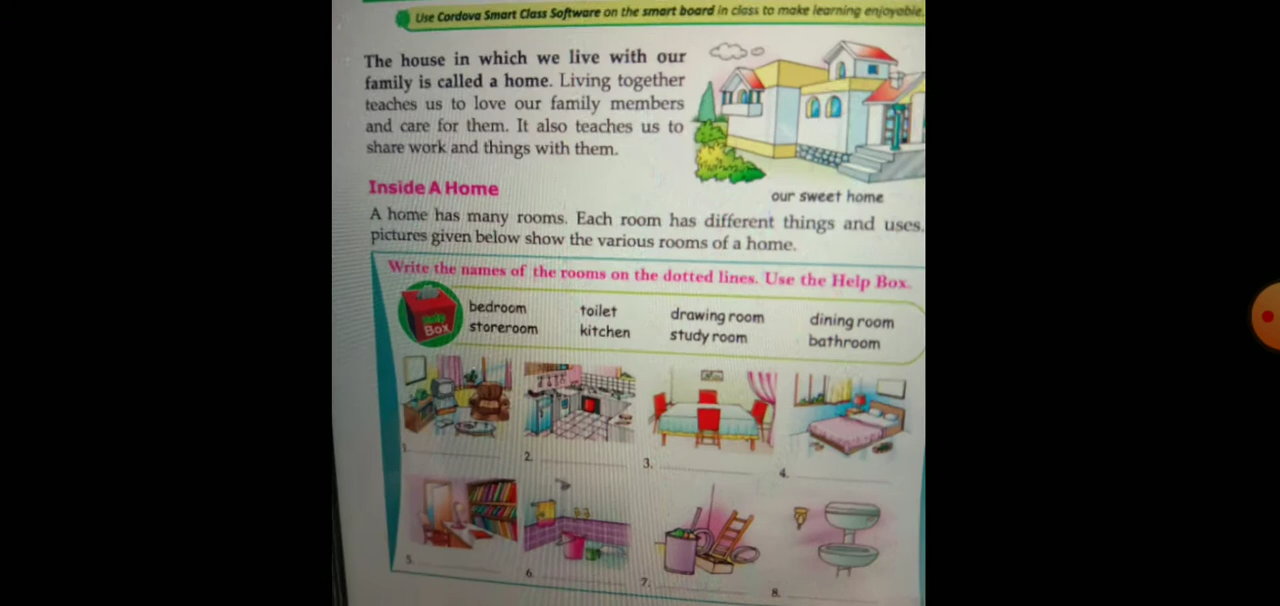 Use Cordova Smart Class Software on the smart board in class to make learning enjoyable.
The house in which we live with our
family is called a home. Living together
teaches us to love our family members
and care for them. It also teaches us to
share work and things with them.
our sweet home
Inside A Home
A home has many rooms. Each room has different things and uses.
pictures given below show the various rooms of a home.
Write the names of the rooms on the dotted lines. Use the Help Box.
Box
bedroom toilet drawing room dining room
storeroom kitchen study room bathroom
1. 2. 3. 4.
5. 6. 7. 8.